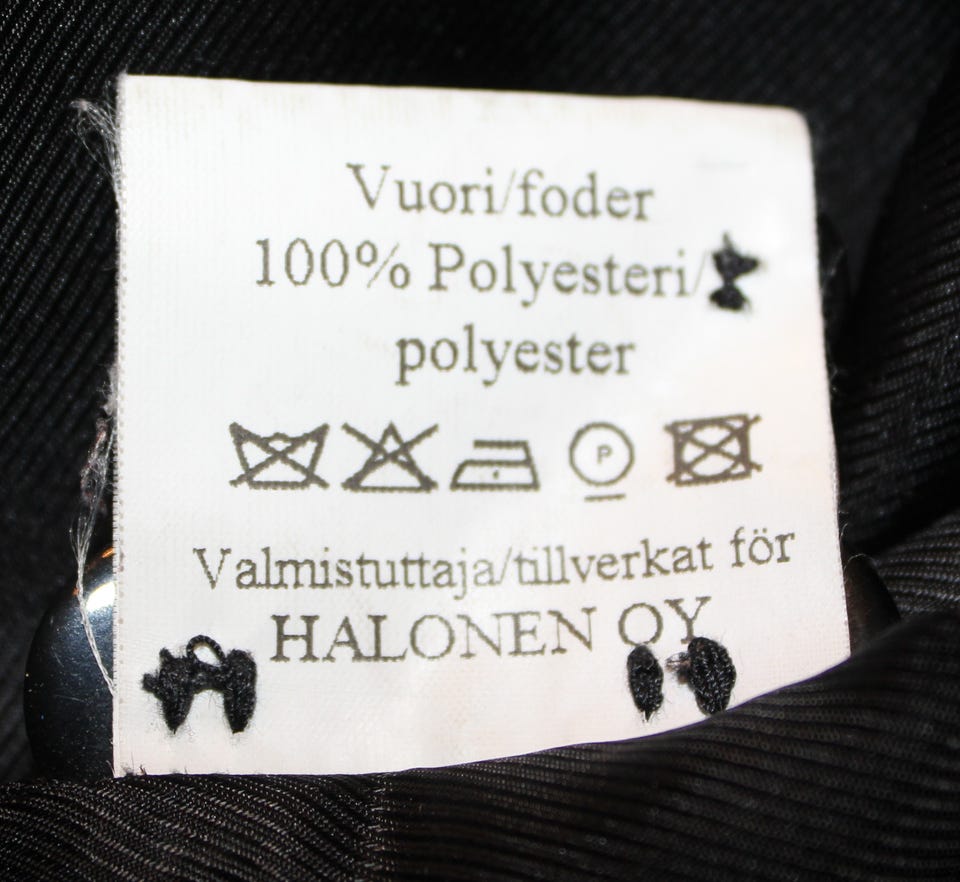 Vuori/foder
100% Polyesteri/
polyester
P
Valmistuttaja/tillverkat för
HALONEN OY